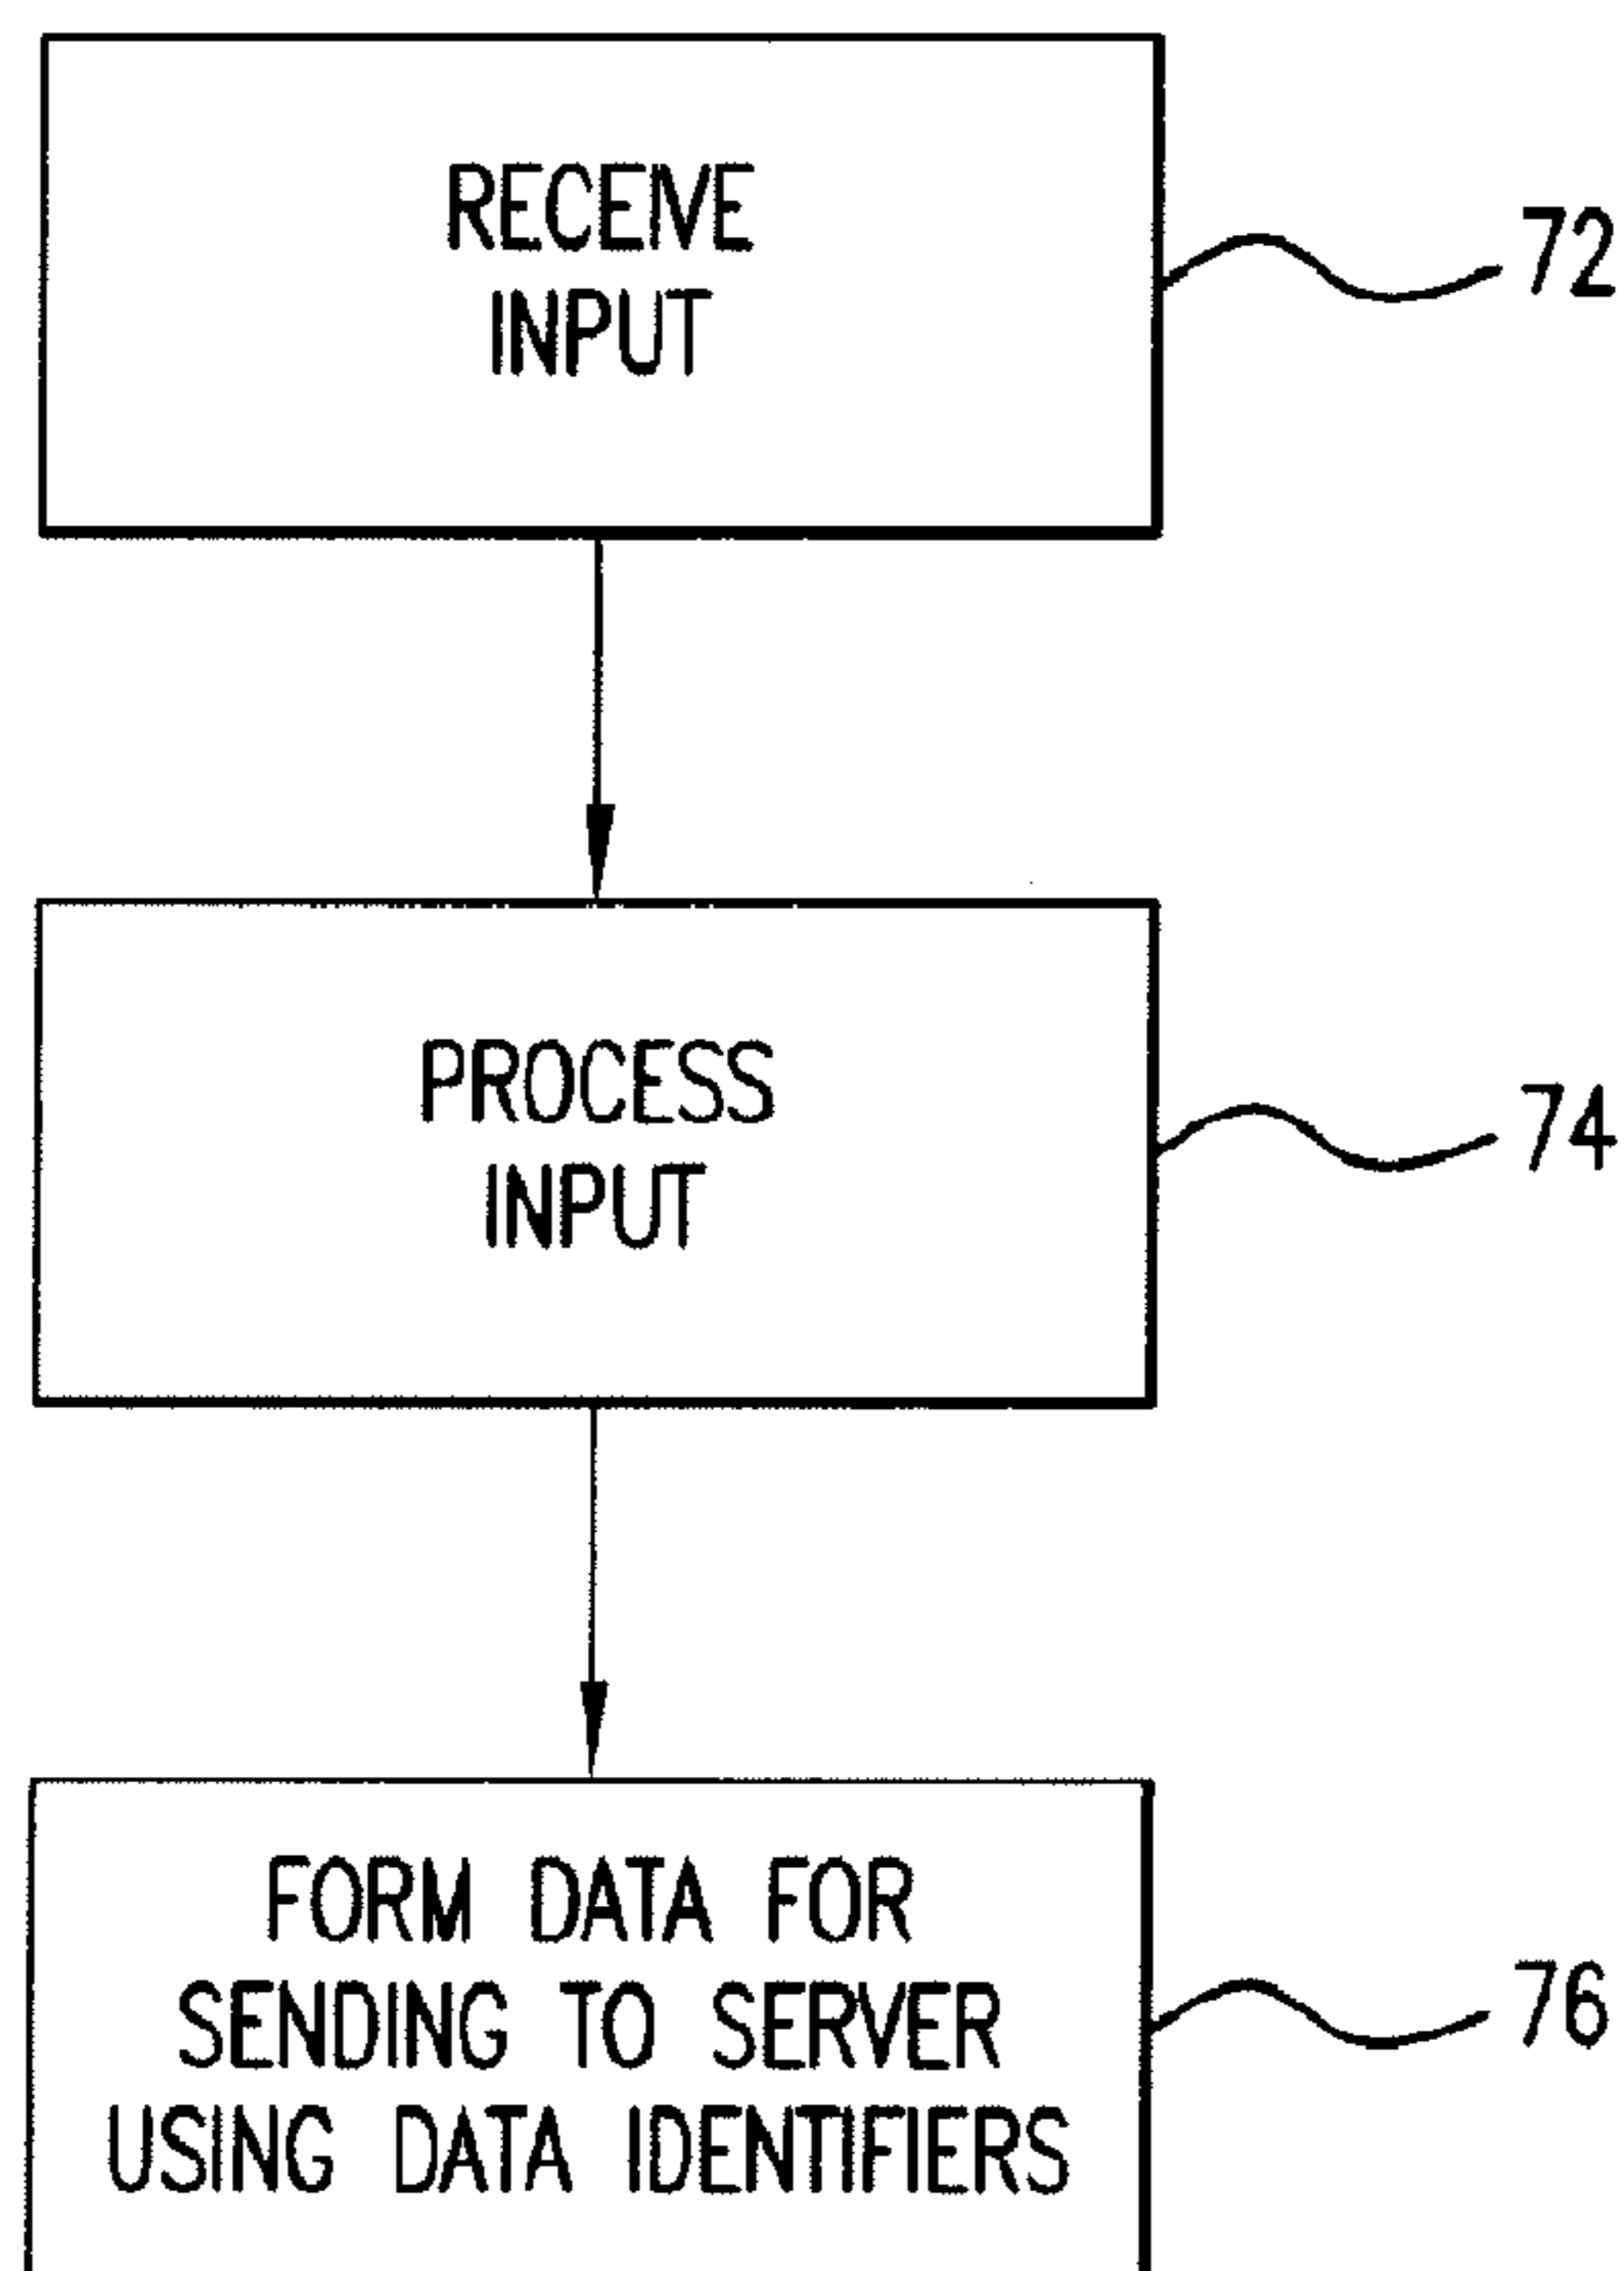 RECEIVE
INPUT
72
PROCESS
INPUT
74
FORM DATA FOR
SENDING TO SERVER
USING DATA IDENTIFIERS
76